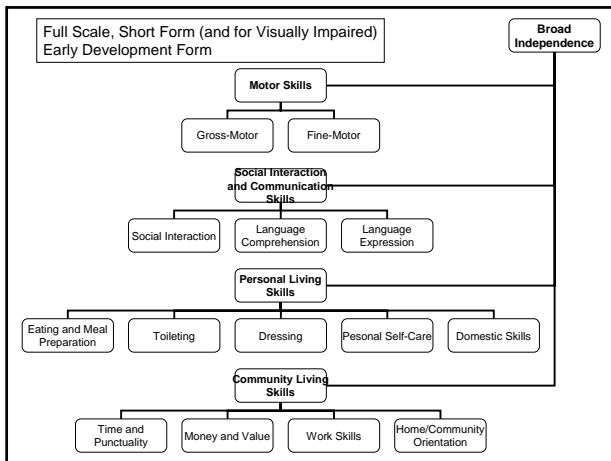 Full Scale, Short Form (and for Visually Impaired)
Early Development Form
Broad
Independence
Motor Skills
Gross-Motor
Fine-Motor
Social Interaction
and Communication
Skills
Social Interaction
Language
Comprehension
Language
Expression
Personal Living
Skills
Eating and Meal
Preparation
Toileting
Dressing
Pesonal Self-Care
Domestic Skills
Community Living
Skills
Time and
Punctuality
Money and Value
Work Skills
Home/Community
Orientation